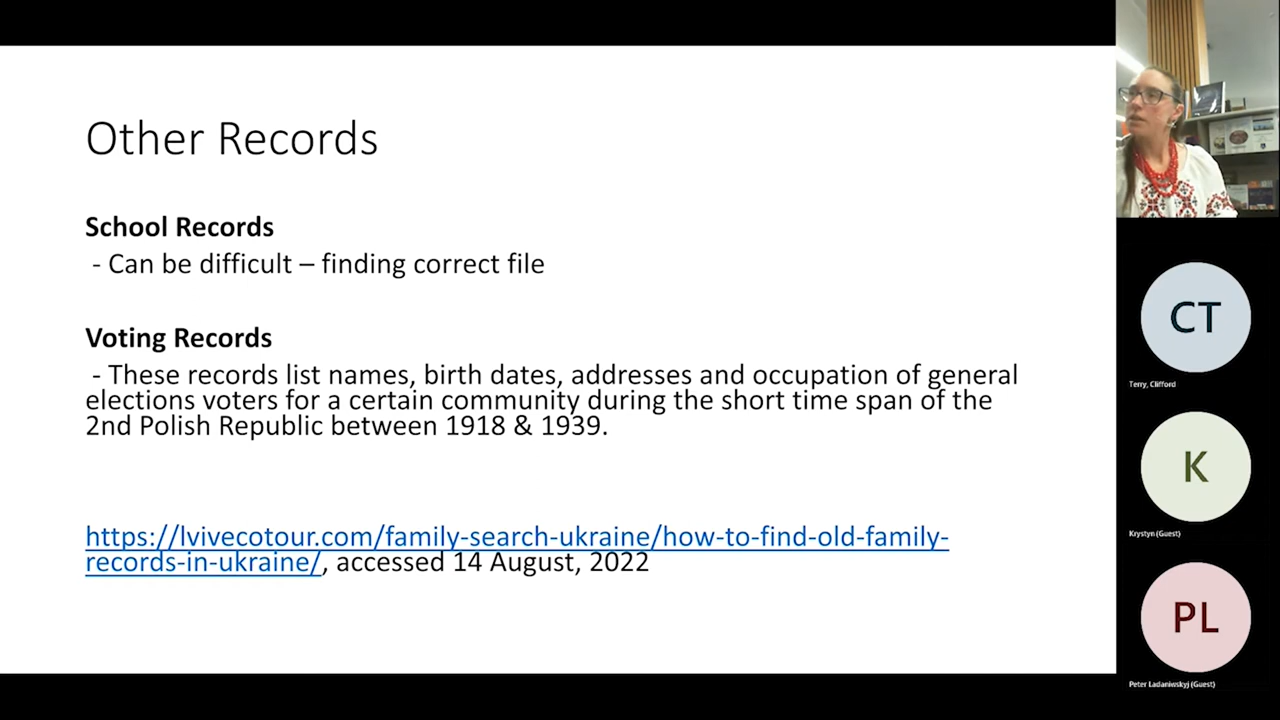 Other Records
School Records
- Can be difficult – finding correct file
Voting Records
- These records list names, birth dates, addresses and occupation of general
elections voters for a certain community during the short time span of the
2nd Polish Republic between 1918 & 1939.
https://lvivecotour.com/family-search-ukraine/how-to-find-old-family-
records-in-ukraine/, accessed 14 August, 2022
CT
Terry, Clifford
K
Krystyn (Guest)
PL
Peter Ladaniwskyj (Guest)